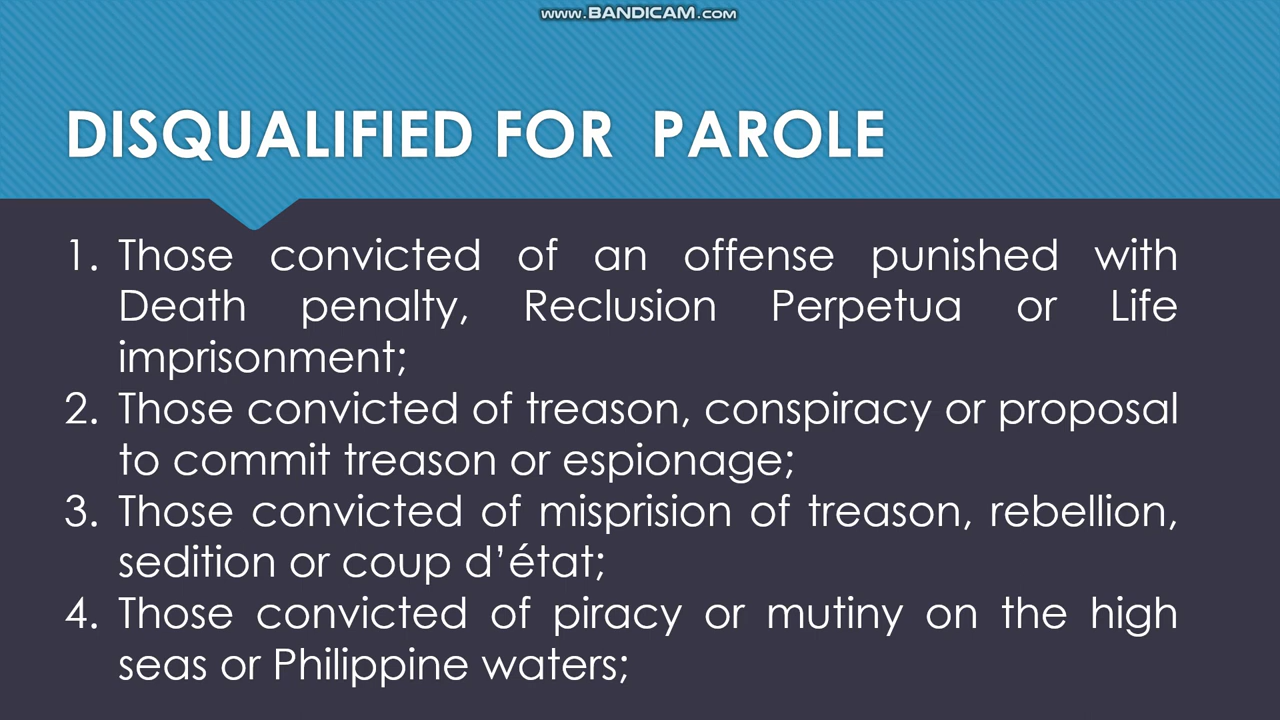 www.BANDICAM.com
DISQUALIFIED FOR PAROLE
1. Those convicted of an offense punished with
Death penalty, Reclusion Perpetua or Life
imprisonment;
2. Those convicted of treason, conspiracy or proposal
to commit treason or espionage;
3. Those convicted of misprision of treason, rebellion,
sedition or coup d’état;
4. Those convicted of piracy or mutiny on the high
seas or Philippine waters;